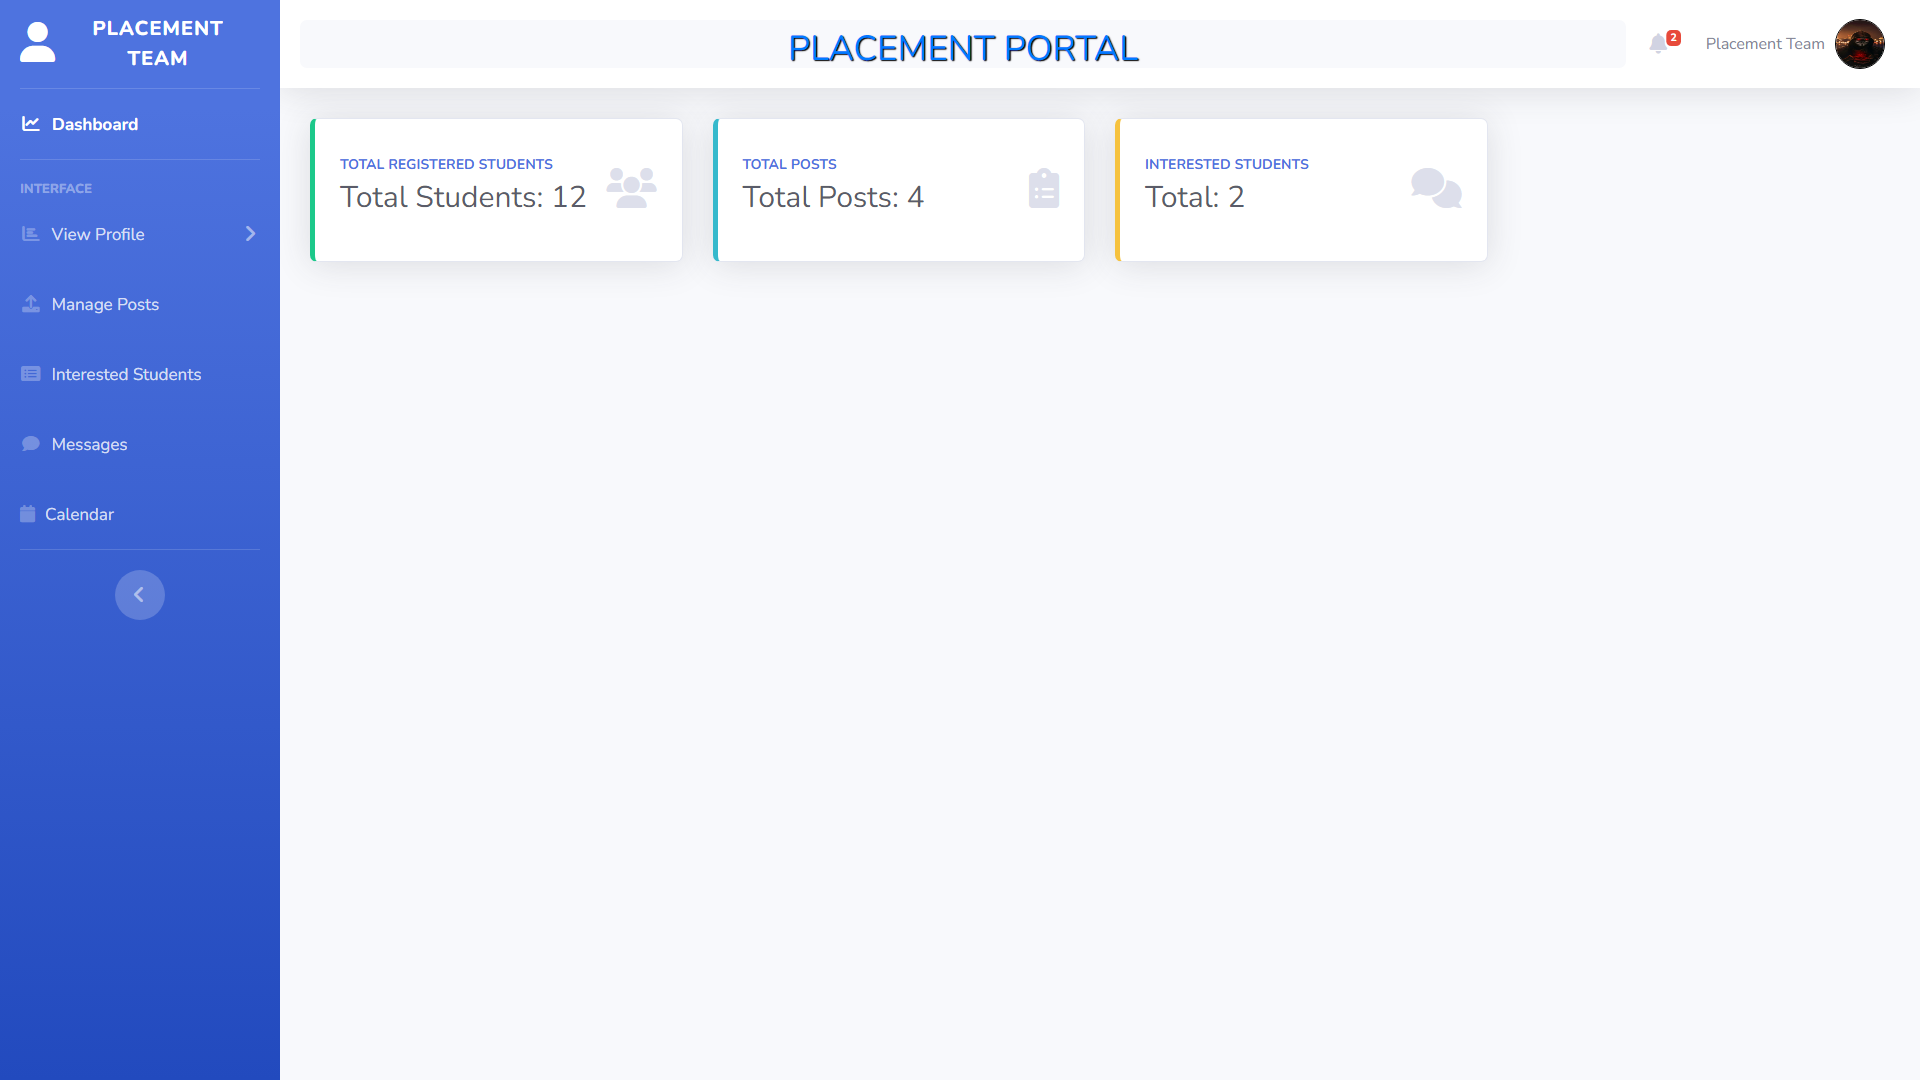 PLACEMENT
TEAM
Dashboard
INTERFACE
View Profile
Manage Posts
Interested Students
Messages
Calendar
PLACEMENT PORTAL
2
Placement Team
TOTAL REGISTERED STUDENTS
Total Students: 12
TOTAL POSTS
Total Posts: 4
INTERESTED STUDENTS
Total: 2